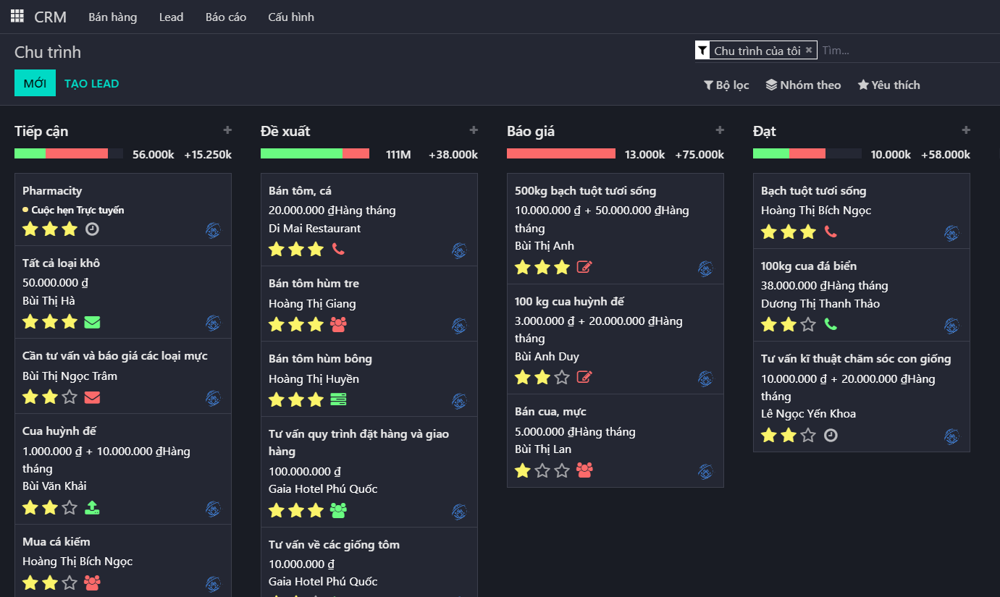 CRM Bán hàng Lead Báo cáo Cấu hình
Chu trình
Chu trình của tôi × Tìm...
MỚI TẠO LEAD
Bộ lọc Nhóm theo Yêu thích
Tiếp cận +
56.000k +15.250k
Pharmacity
Cuộc hẹn Trực tuyến
Tất cả loại khô
50.000.000 ₫
Bùi Thị Hà
Cần tư vấn và báo giá các loại mực
Bùi Thị Ngọc Trâm
Cua huỳnh đế
1.000.000 ₫ + 10.000.000 ₫Hàng
tháng
Bùi Văn Khải
Mua cá kiếm
Hoàng Thị Bích Ngọc
Đề xuất +
111M +38.000k
Bán tôm, cá
20.000.000 ₫Hàng tháng
Di Mai Restaurant
Bán tôm hùm tre
Hoàng Thị Giang
Bán tôm hùm bông
Hoàng Thị Huyền
Tư vấn quy trình đặt hàng và giao
hàng
100.000.000 ₫
Gaia Hotel Phú Quốc
Tư vấn về các giống tôm
10.000.000 ₫
Gaia Hotel Phú Quốc
Báo giá +
13.000k +75.000k
500kg bạch tuột tươi sống
10.000.000 ₫ + 50.000.000 ₫Hàng
tháng
Bùi Thị Anh
100 kg cua huỳnh đế
3.000.000 ₫ + 20.000.000 ₫Hàng
tháng
Bùi Anh Duy
Bán cua, mực
5.000.000 ₫Hàng tháng
Bùi Thị Lan
Đạt +
10.000k +58.000k
Bạch tuột tươi sống
Hoàng Thị Bích Ngọc
100kg cua đá biển
38.000.000 ₫Hàng tháng
Dương Thị Thanh Thảo
Tư vấn kĩ thuật chăm sóc con giống
10.000.000 ₫ + 20.000.000 ₫Hàng
tháng
Lê Ngọc Yến Khoa